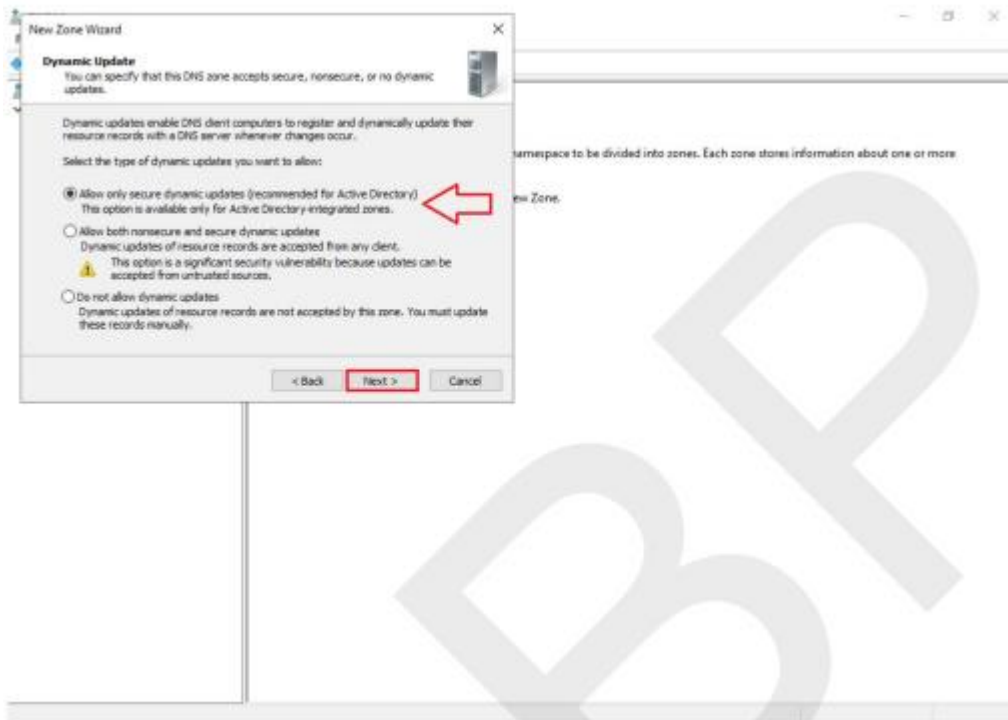 New Zone Wizard
Dynamic Update
You can specify that this DNS zone accepts secure, nonsecure, or no dynamic
updates.
Dynamic updates enable DNS client computers to register and dynamically update their
resource records with a DNS server whenever changes occur.
Select the type of dynamic updates you want to allow:
Allow only secure dynamic updates (recommended for Active Directory)
This option is available only for Active Directory-integrated zones.
Allow both nonsecure and secure dynamic updates
Dynamic updates of resource records are accepted from any client.
This option is a significant security vulnerability because updates can be
accepted from untrusted sources.
Do not allow dynamic updates
Dynamic updates of resource records are not accepted by this zone. You must update
these records manually.
< Back Next > Cancel
namespace to be divided into zones. Each zone stores information about one or more
ew Zone.
BP